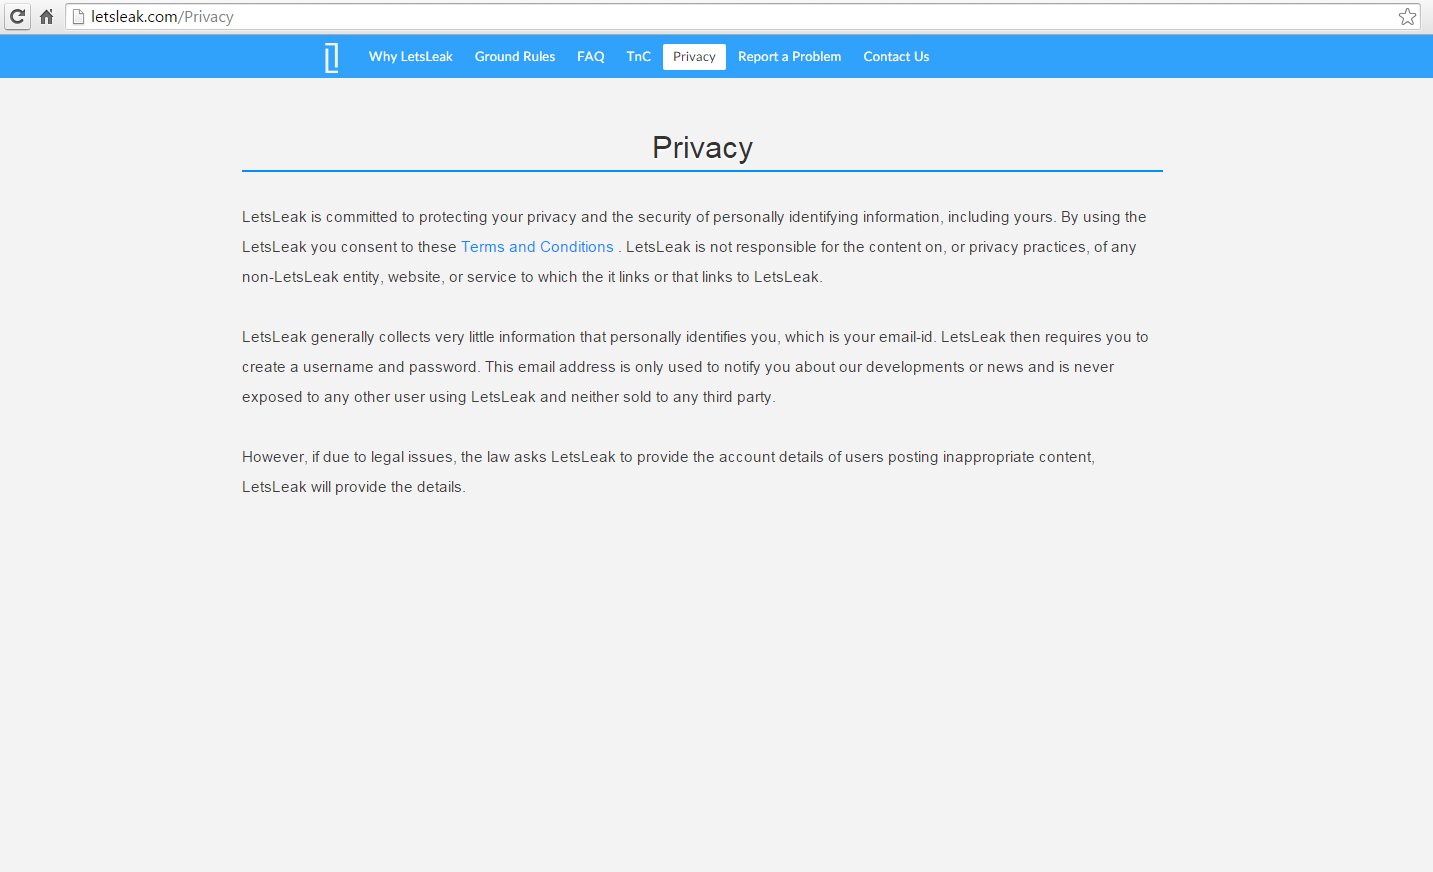 letsleak.com/Privacy
Why LetsLeak Ground Rules FAQ TnC Privacy Report a Problem Contact Us
Privacy
LetsLeak is committed to protecting your privacy and the security of personally identifying information, including yours. By using the
LetsLeak you consent to these Terms and Conditions . LetsLeak is not responsible for the content on, or privacy practices, of any
non-LetsLeak entity, website, or service to which the it links or that links to LetsLeak.
LetsLeak generally collects very little information that personally identifies you, which is your email-id. LetsLeak then requires you to
create a username and password. This email address is only used to notify you about our developments or news and is never
exposed to any other user using LetsLeak and neither sold to any third party.
However, if due to legal issues, the law asks LetsLeak to provide the account details of users posting inappropriate content,
LetsLeak will provide the details.